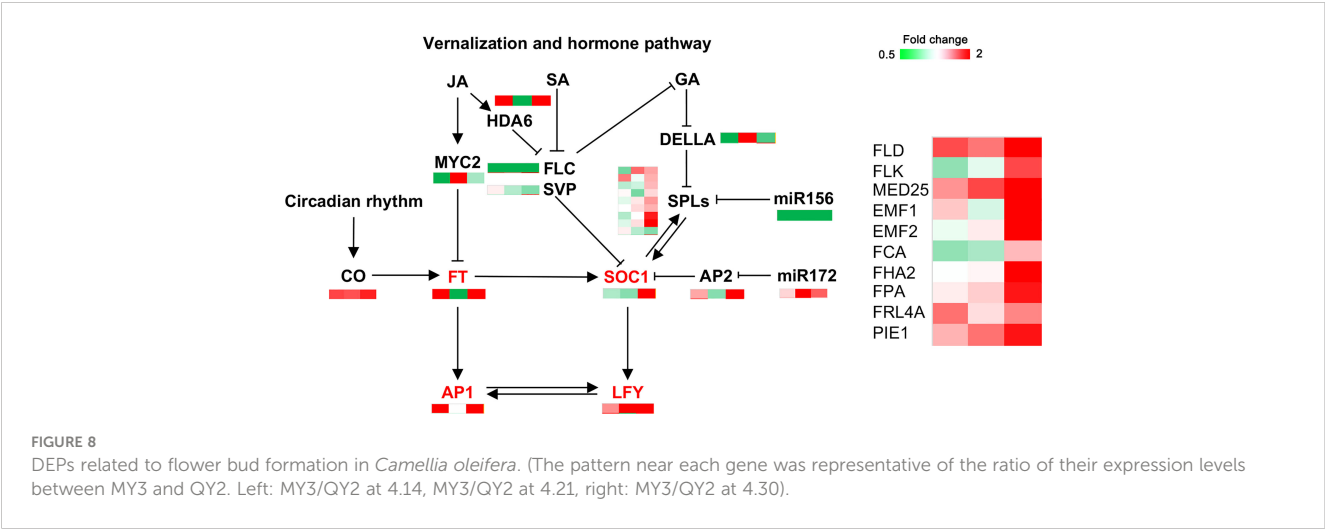 Vernalization and hormone pathway
Fold change
0.5 2
JA SA GA
HDA6
DELLA
MYC2 FLC
SVP
Circadian rhythm SPLs miR156
CO FT SOC1 AP2 miR172
AP1 LFY
FLD
FLK
MED25
EMF1
EMF2
FCA
FHA2
FPA
FRL4A
PIE1
FIGURE 8
DEPs related to flower bud formation in Camellia oleifera. (The pattern near each gene was representative of the ratio of their expression levels
between MY3 and QY2. Left: MY3/QY2 at 4.14, MY3/QY2 at 4.21, right: MY3/QY2 at 4.30).